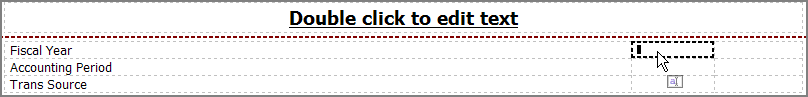 Double click to edit text
Fiscal Year
Accounting Period
Trans Source